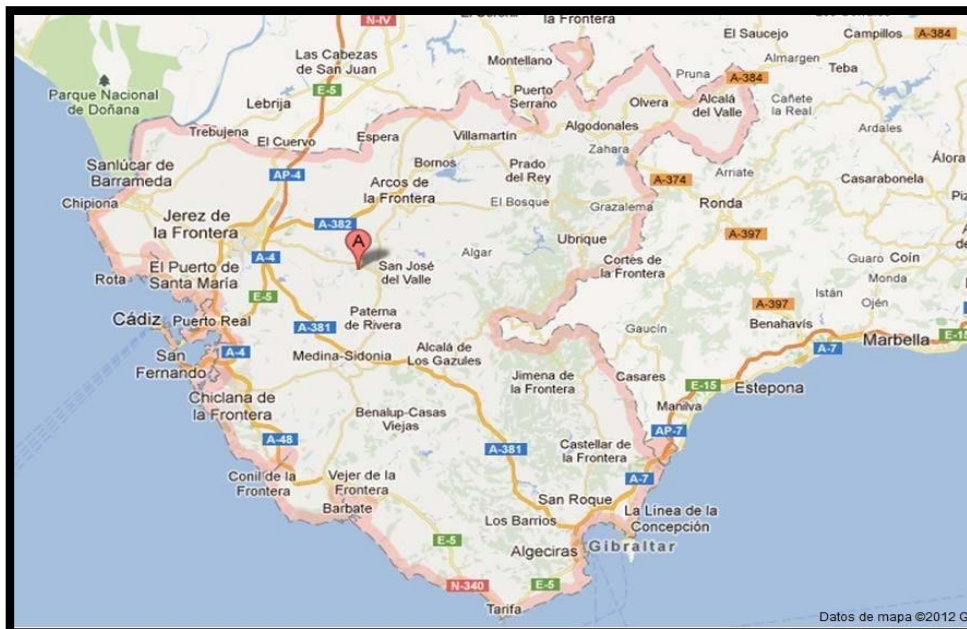 N-IV
la Frontera
El Saucejo
Campillos
A-384
Las Cabezas
de San Juan
Montellano
Almargen
Teba
Pruna
A-384
Parque Nacional
de Doñana
E-5
Lebrija
Puerto
Serrano
Olvera
Alcalá
del Valle
Cañete
la Real
Trebujena
El Cuervo
Espera
Villamartín
Algodonales
Ardales
Zahara
Sanlúcar de
Barrameda
AP-4
Bornos
Prado
del Rey
A-374
Arriate
Casarabonela
Álora
Chipiona
Arcos de
la Frontera
El Bosque
Grazalema
Ronda
Jerez de
la Frontera
A-382
A
A-397
Ubrique
Algar
Cortes de
la Frontera
Guaro
Coín
A-4
San José
del Valle
Rota
El Puerto de
Santa María
Monda
E-5
Istán
Ojén
Paterna
de Rivera
A-397
Cádiz
Puerto Real
A-381
Gaucín
Benahavís
Marbella
E-15
San
Fernando
A-4
Medina-Sidonia
Alcalá de
Los Gazules
A-7
Jimena de
la Frontera
Casares
E-15
Estepona
Chiclana de
la Frontera
Manilva
Benalup-Casas
Viejas
AP-7
A-48
A-381
Castellar de
la Frontera
Conil de la
Frontera
Vejer de la
Frontera
A-7
Barbate
San Roque
La Línea de la
Concepción
Los Barrios
E-5
Algeciras
Gibraltar
N-340
E-5
Tarifa
Datos de mapa ©2012 G